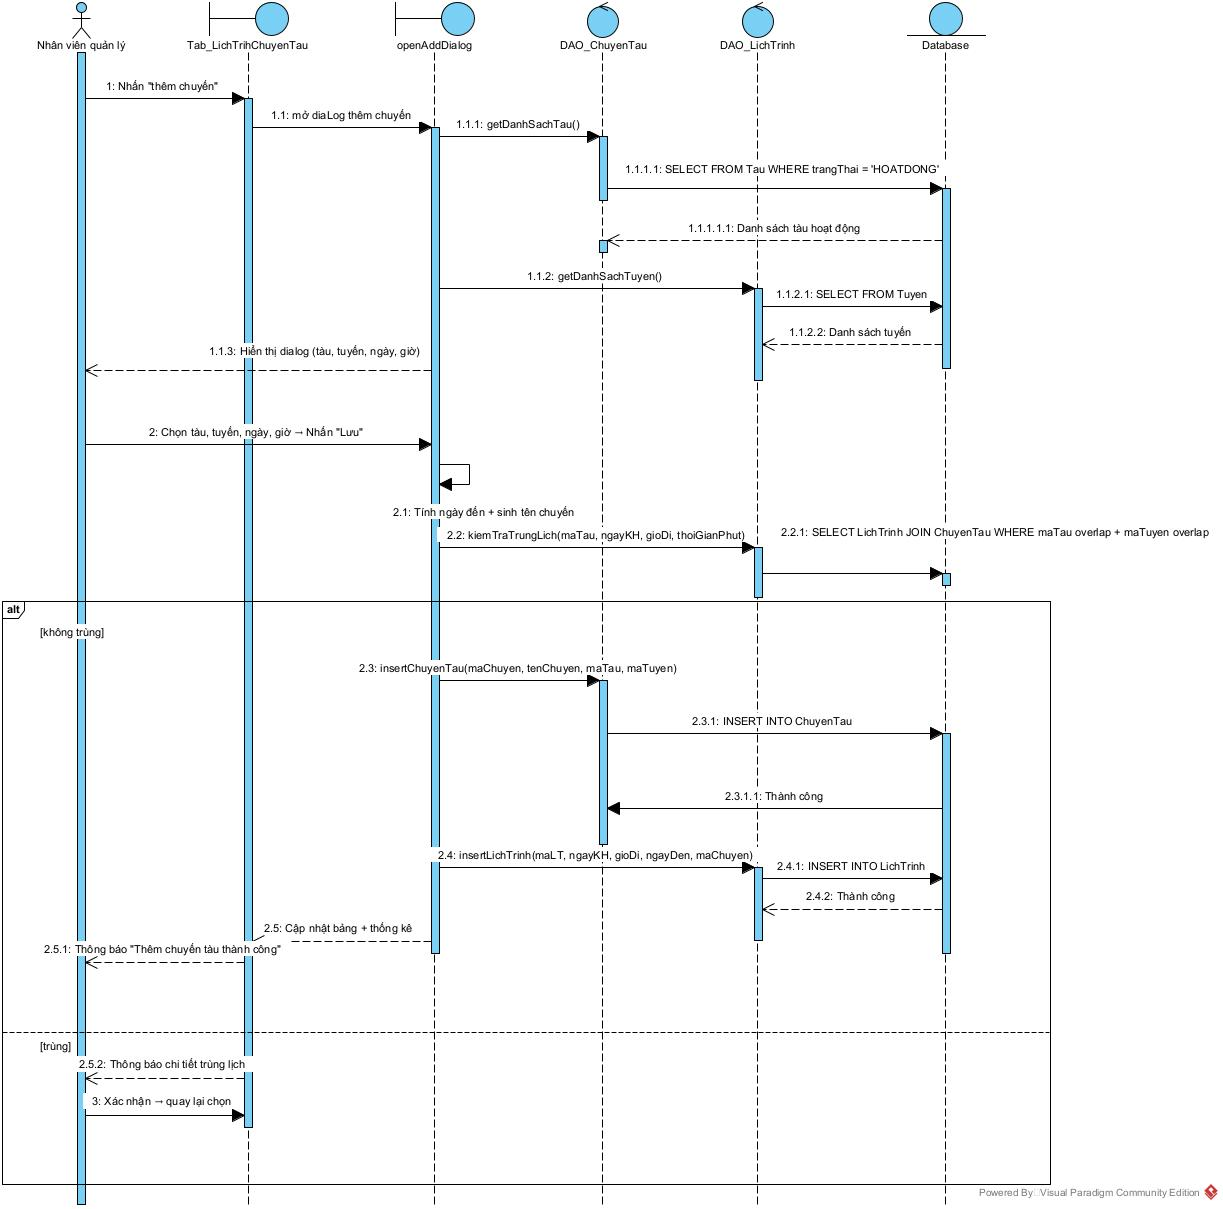 Nhân viên quản lý
Tab_LichTrihChuyenTau
openAddDialog
DAO_ChuyenTau
DAO_LichTrinh
Database
1: Nhấn "thêm chuyến"
1.1: mở diaLog thêm chuyến
1.1.1: getDanhSachTau()
1.1.1.1: SELECT FROM Tau WHERE trangThai = 'HOATDONG'
1.1.1.1.1: Danh sách tàu hoạt động
1.1.2: getDanhSachTuyen()
1.1.2.1: SELECT FROM Tuyen
1.1.2.2: Danh sách tuyến
1.1.3: Hiển thị dialog (tàu, tuyến, ngày, giờ)
2: Chọn tàu, tuyến, ngày, giờ → Nhấn "Lưu"
2.1: Tính ngày đến + sinh tên chuyến
2.2: kiemTraTrungLich(maTau, ngayKH, gioDi, thoiGianPhut)
2.2.1: SELECT LichTrinh JOIN ChuyenTau WHERE maTau overlap + maTuyen overlap
alt
[không trùng]
2.3: insertChuyenTau(maChuyen, tenChuyen, maTau, maTuyen)
2.3.1: INSERT INTO ChuyenTau
2.3.1.1: Thành công
2.4: insertLichTrinh(maLT, ngayKH, gioDi, ngayDen, maChuyen)
2.4.1: INSERT INTO LichTrinh
2.4.2: Thành công
2.5: Cập nhật bảng + thống kê
2.5.1: Thông báo "Thêm chuyến tàu thành công"
[trùng]
2.5.2: Thông báo chi tiết trùng lịch
3: Xác nhận → quay lại chọn
Powered By Visual Paradigm Community Edition